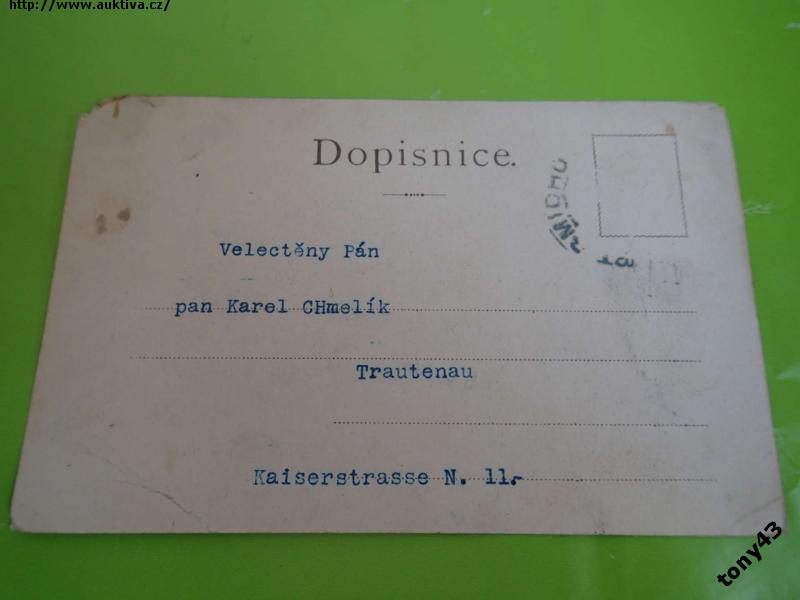 http://www.auktiva.cz/
Dopisnice.
Velectěny Pán
pan Karel CHmelík
Trautenau
Kaiserstrasse N. 11.-
tony43